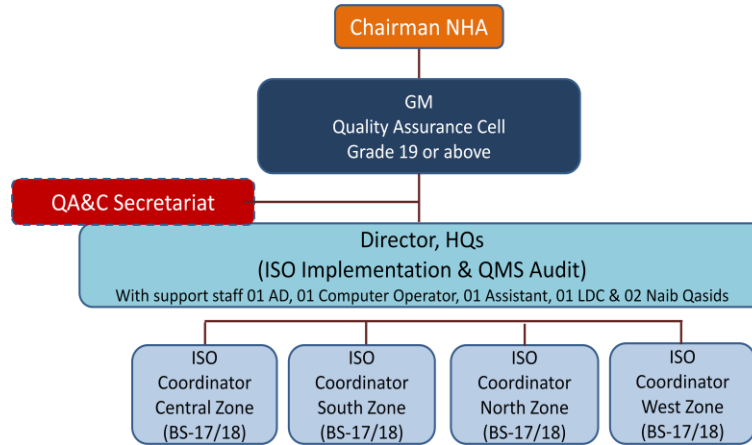 Chairman NHA
GM
Quality Assurance Cell
Grade 19 or above
QA&C Secretariat
Director, HQs
(ISO Implementation & QMS Audit)
With support staff 01 AD, 01 Computer Operator, 01 Assistant, 01 LDC & 02 Naib Qasids
ISO
Coordinator
Central Zone
(BS-17/18)
ISO
Coordinator
South Zone
(BS-17/18)
ISO
Coordinator
North Zone
(BS-17/18)
ISO
Coordinator
West Zone
(BS-17/18)